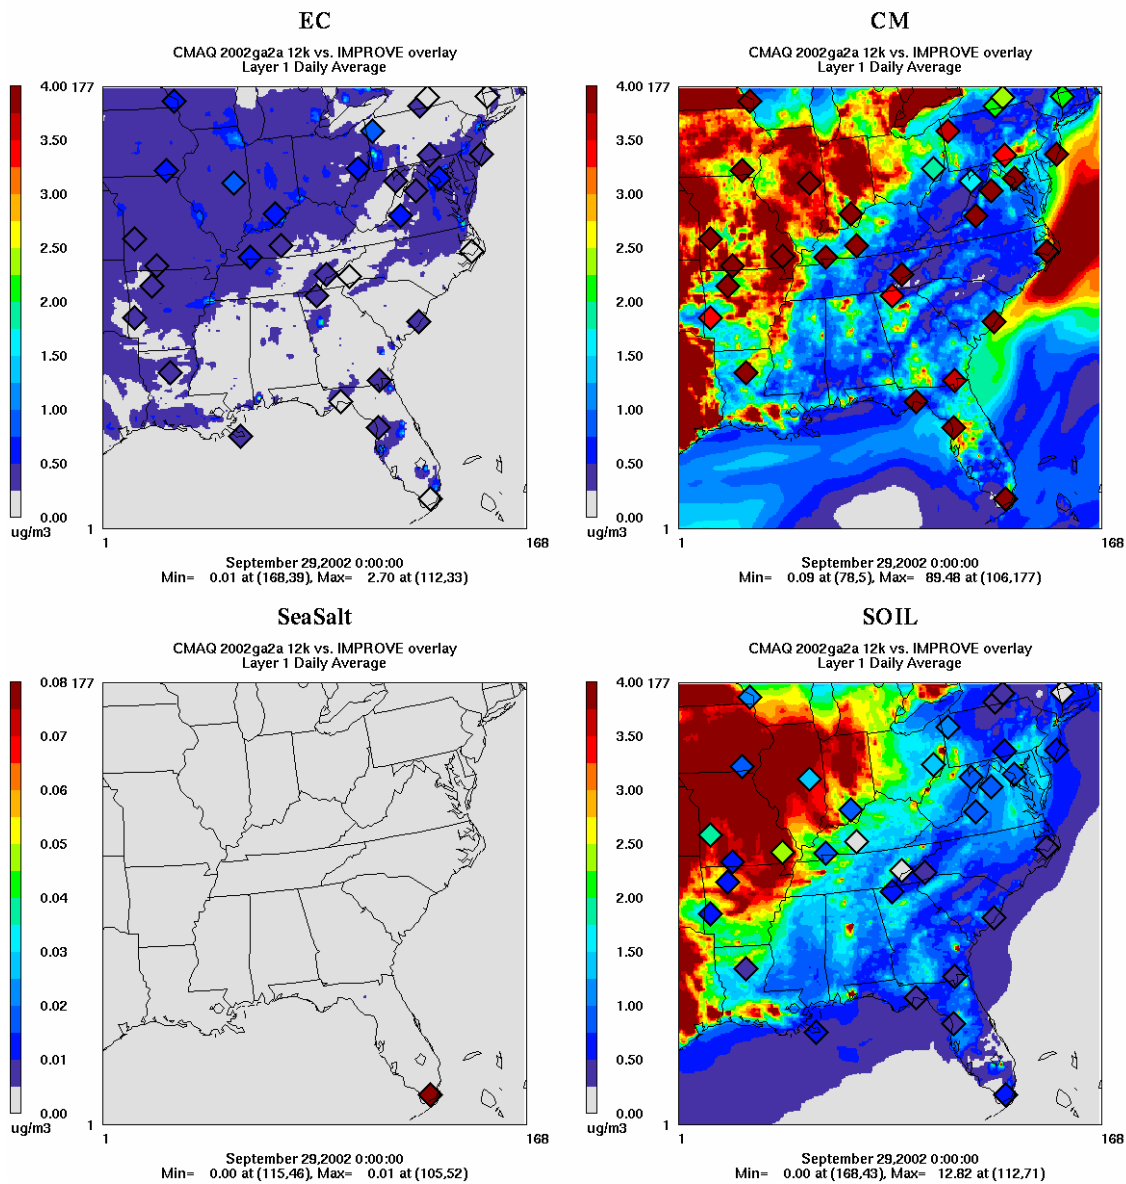 EC
CMAQ 2002ga2a 12k vs. IMPROVE overlay
Layer 1 Daily Average
4.00 177
3.50
3.00
2.50
2.00
1.50
1.00
0.50
0.00
ug/m3
1
1 168
September 29,2002 0:00:00
Min= 0.01 at (168,39), Max= 2.70 at (112,33)
CM
CMAQ 2002ga2a 12k vs. IMPROVE overlay
Layer 1 Daily Average
4.00 177
3.50
3.00
2.50
2.00
1.50
1.00
0.50
0.00
ug/m3
1
1 168
September 29,2002 0:00:00
Min= 0.09 at (78,5), Max= 89.48 at (106,177)
SeaSalt
CMAQ 2002ga2a 12k vs. IMPROVE overlay
Layer 1 Daily Average
0.08 177
0.07
0.06
0.05
0.04
0.03
0.02
0.01
0.00
ug/m3
1
1 168
September 29,2002 0:00:00
Min= 0.00 at (115,46), Max= 0.01 at (105,52)
SOIL
CMAQ 2002ga2a 12k vs. IMPROVE overlay
Layer 1 Daily Average
4.00 177
3.50
3.00
2.50
2.00
1.50
1.00
0.50
0.00
ug/m3
1
1 168
September 29,2002 0:00:00
Min= 0.00 at (168,43), Max= 12.82 at (112,71)